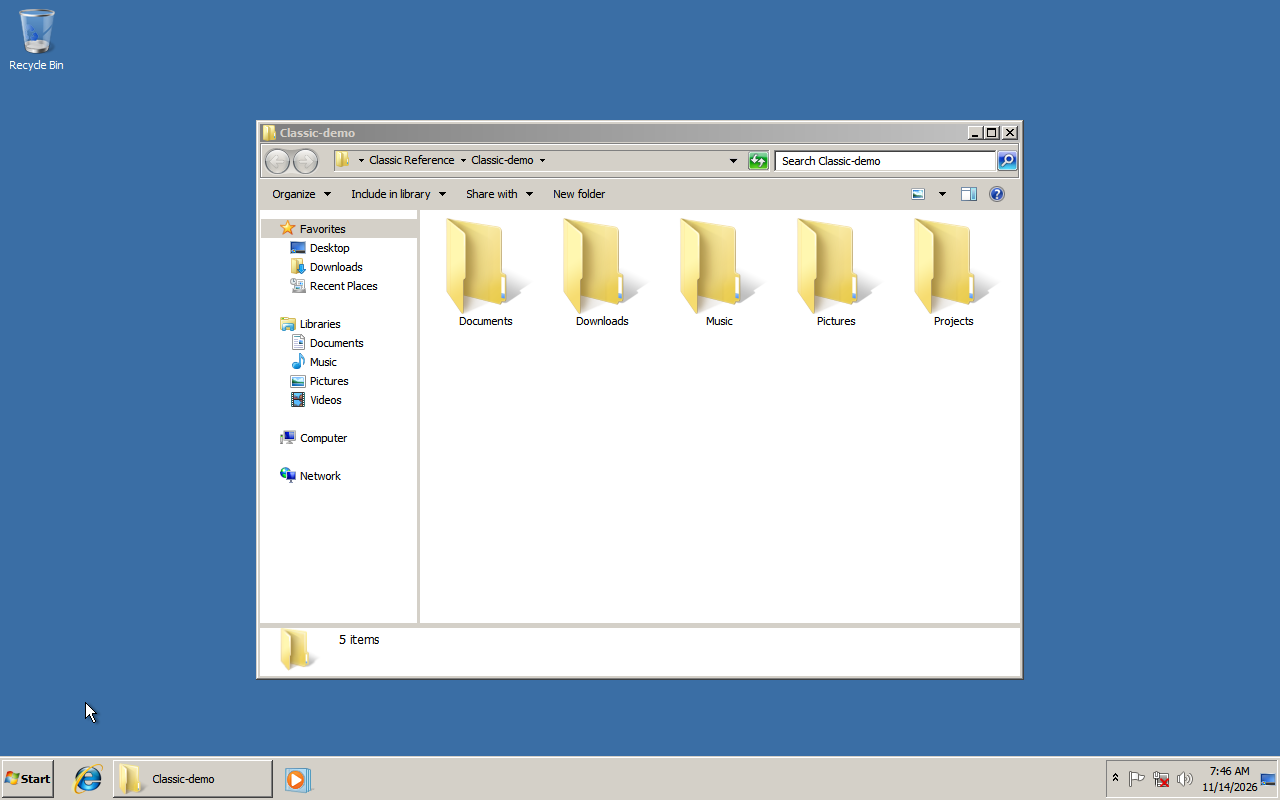 Recycle Bin
Classic-demo
Classic Reference Classic-demo
Search Classic-demo
Organize Include in library Share with New folder
Favorites
Desktop
Downloads
Recent Places
Libraries
Documents
Music
Pictures
Videos
Computer
Network
Documents Downloads Music Pictures Projects
5 items
Start
Classic-demo
7:46 AM
11/14/2026